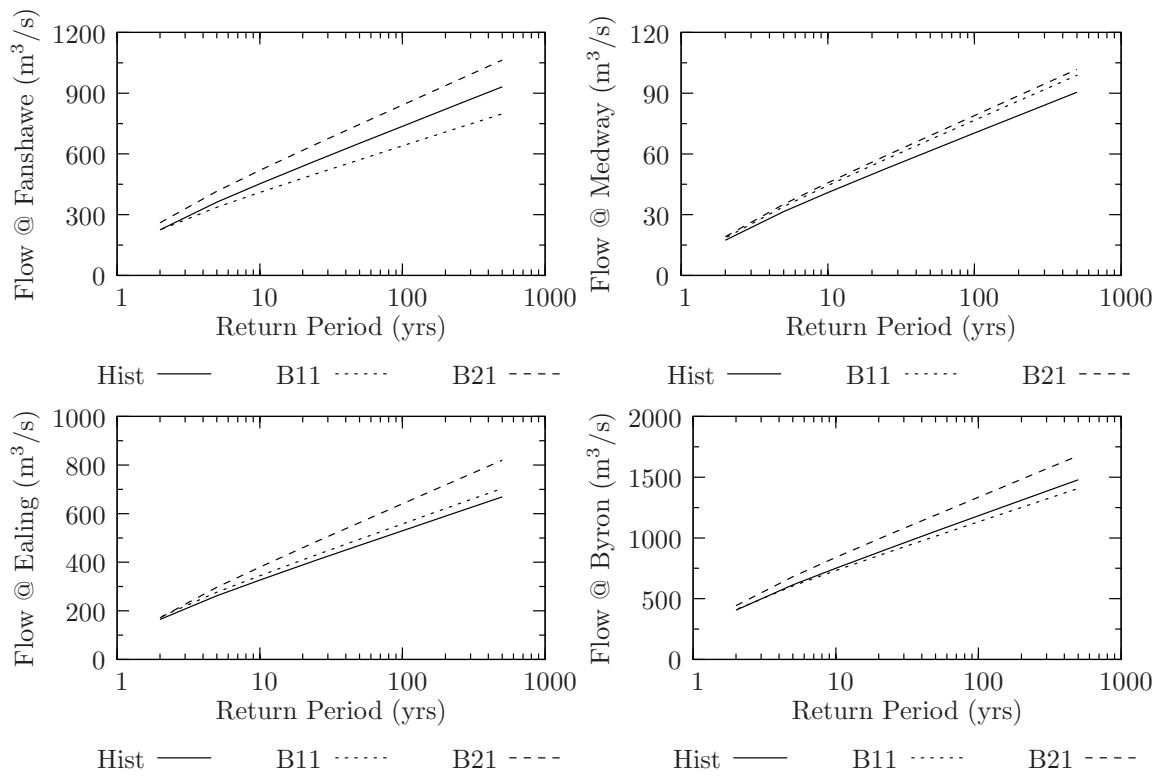 Flow @ Fanshawe (m³/s)
1200
900
600
300
0
1 10 100 1000
Return Period (yrs)
Hist B11 B21
Flow @ Medway (m³/s)
120
90
60
30
0
1 10 100 1000
Return Period (yrs)
Hist B11 B21
Flow @ Ealing (m³/s)
1000
800
600
400
200
0
1 10 100 1000
Return Period (yrs)
Hist B11 B21
Flow @ Byron (m³/s)
2000
1500
1000
500
0
1 10 100 1000
Return Period (yrs)
Hist B11 B21